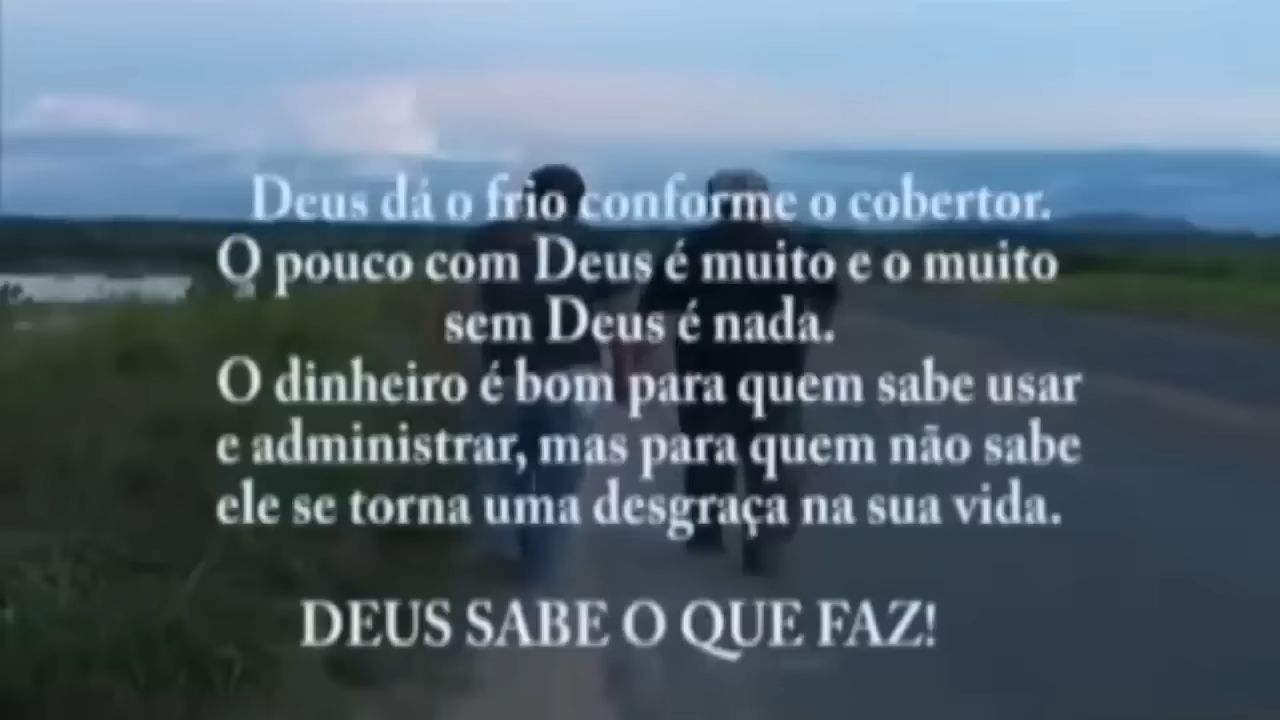 Deus dá o frio conforme o cobertor.
O pouco com Deus é muito e o muito
sem Deus é nada.
O dinheiro é bom para quem sabe usar
e administrar, mas para quem não sabe
ele se torna uma desgraça na sua vida.
DEUS SABE O QUE FAZ!